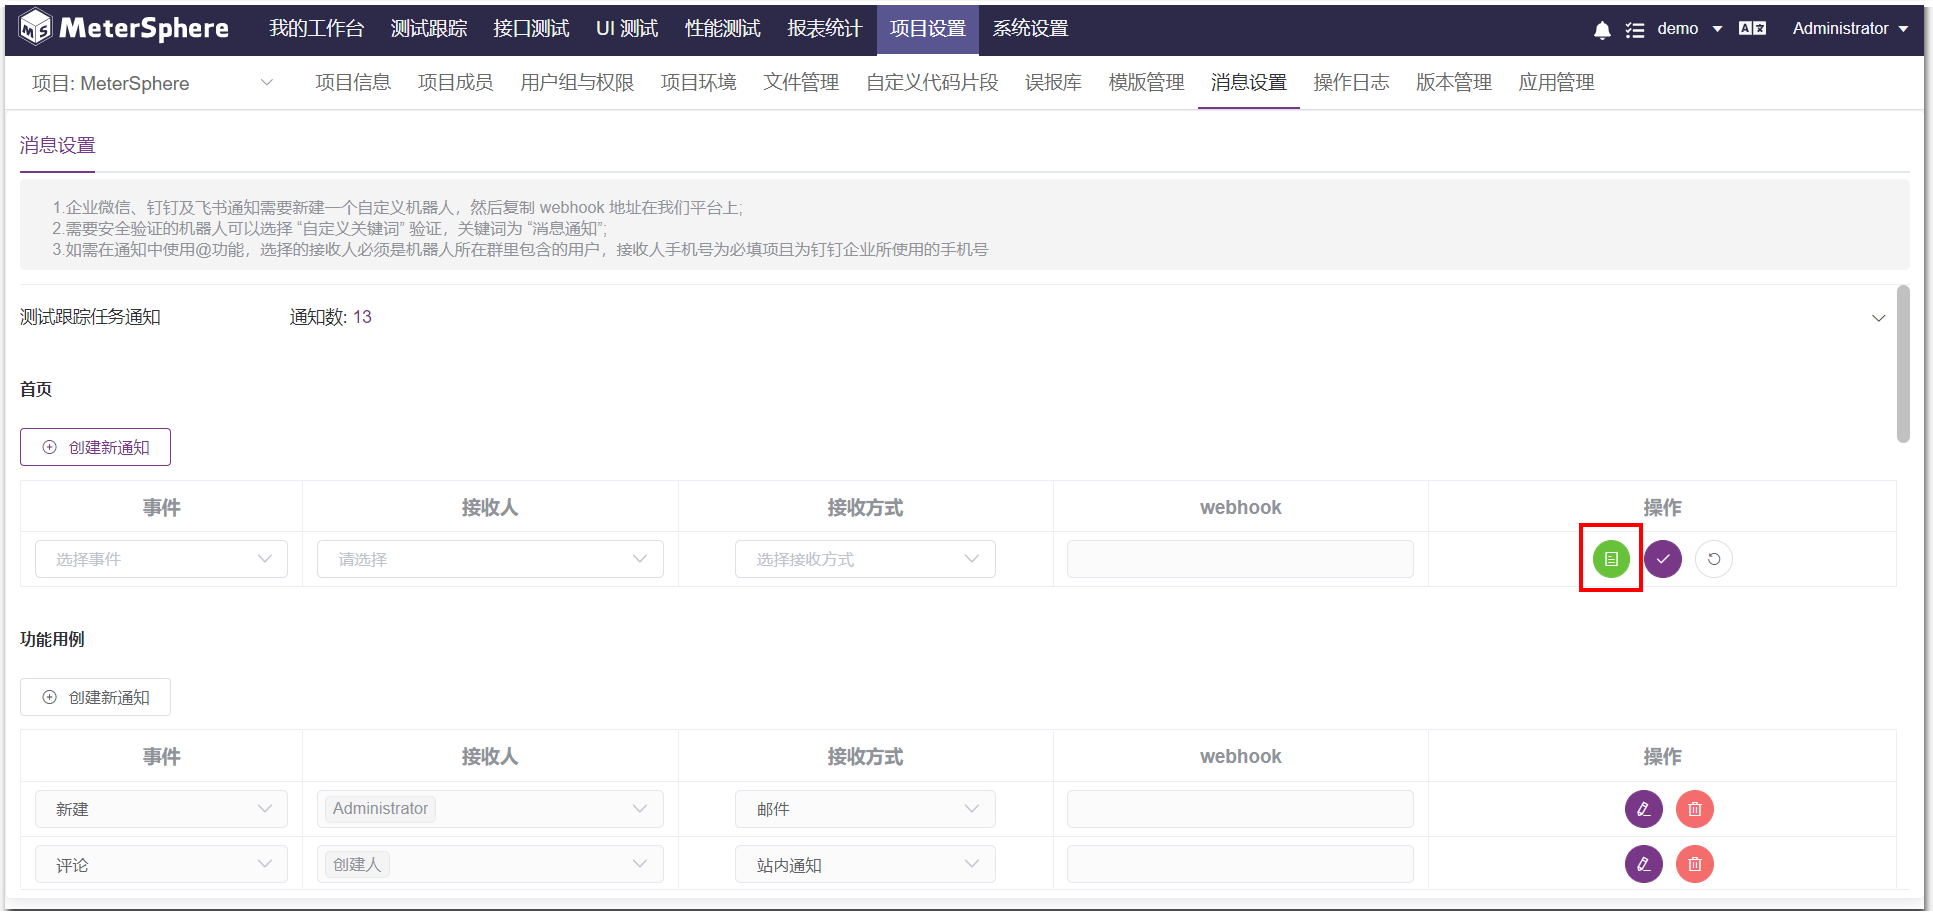 MeterSphere 我的工作台 测试跟踪 接口测试 UI 测试 性能测试 报表统计 项目设置 系统设置 demo Administrator
项目: MeterSphere 项目信息 项目成员 用户组与权限 项目环境 文件管理 自定义代码片段 误报库 模版管理 消息设置 操作日志 版本管理 应用管理
消息设置
1.企业微信、钉钉及飞书通知需要新建一个自定义机器人，然后复制 webhook 地址在我们平台上;
2.需要安全验证的机器人可以选择 “自定义关键词” 验证，关键词为 “消息通知”;
3.如需在通知中使用@功能，选择的接收人必须是机器人所在群里包含的用户，接收人手机号为必填项目为钉钉企业所使用的手机号
测试跟踪任务通知 通知数: 13
首页
创建新通知
事件 接收人 接收方式 webhook 操作
选择事件 请选择 选择接收方式
功能用例
创建新通知
事件 接收人 接收方式 webhook 操作
新建 Administrator 邮件
评论 创建人 站内通知